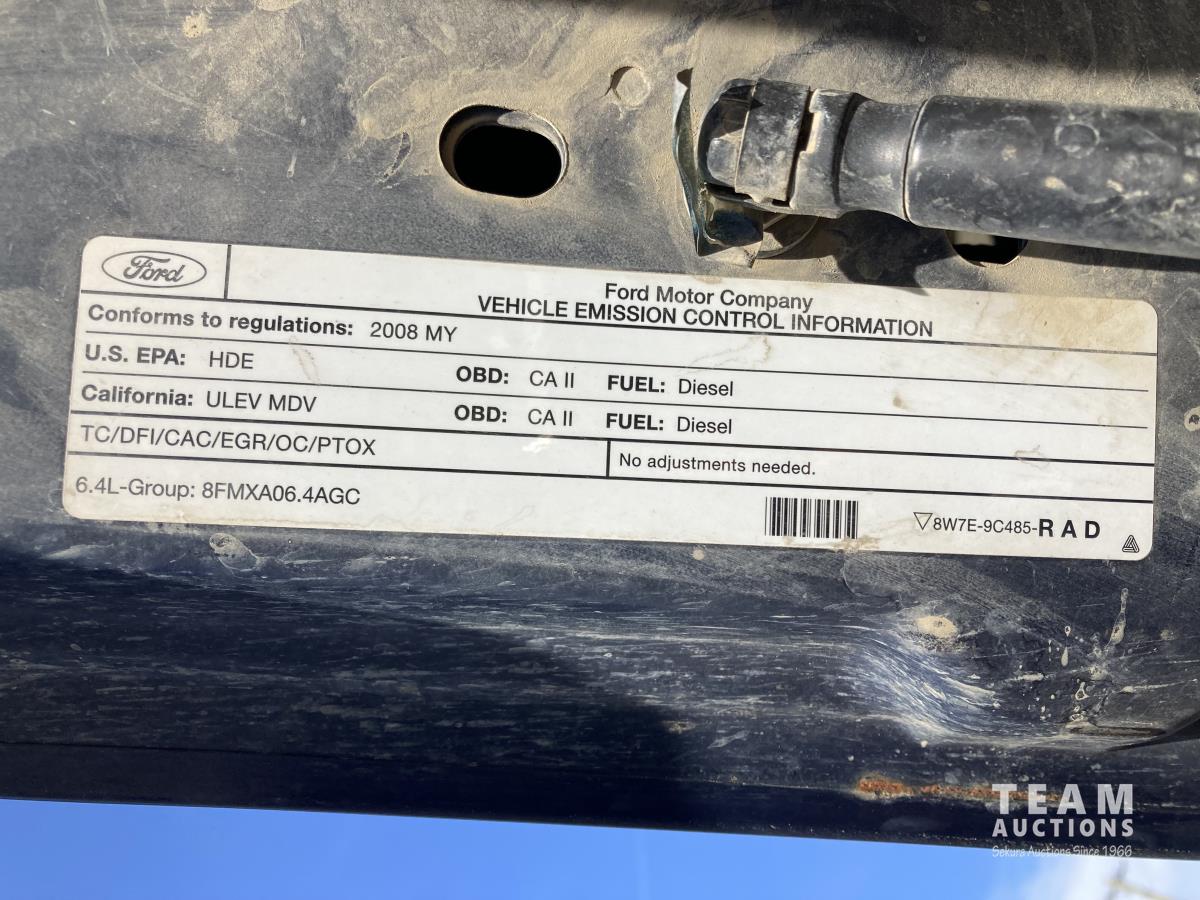 Ford
Ford Motor Company
VEHICLE EMISSION CONTROL INFORMATION
Conforms to regulations: 2008 MY
U.S. EPA: HDE OBD: CA II FUEL: Diesel
California: ULEV MDV OBD: CA II FUEL: Diesel
TC/DFI/CAC/EGR/OC/PTOX
No adjustments needed.
6.4L-Group: 8FMXA06.4AGC
8W7E-9C485-RAD
TEAM
AUCTIONS
Sekura Auctions Since 1966